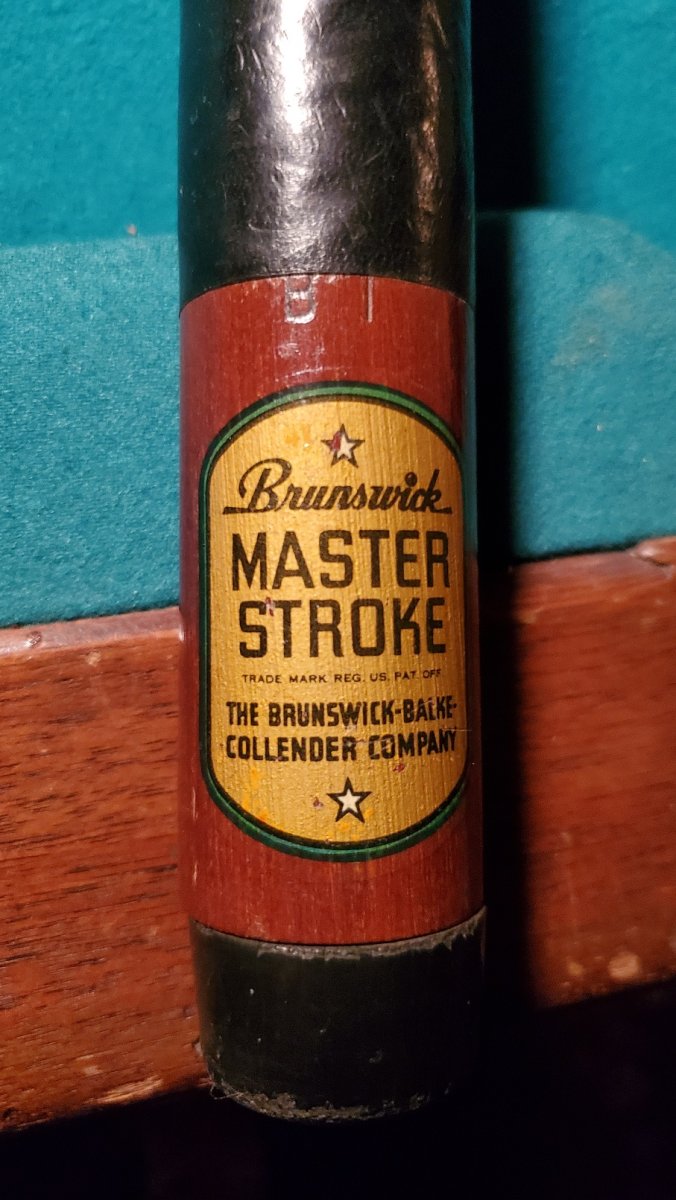 Brunswick
MASTER
STROKE
TRADE MARK REG. US. PAT. OFF.
THE BRUNSWICK-BALKE-
COLLENDER COMPANY